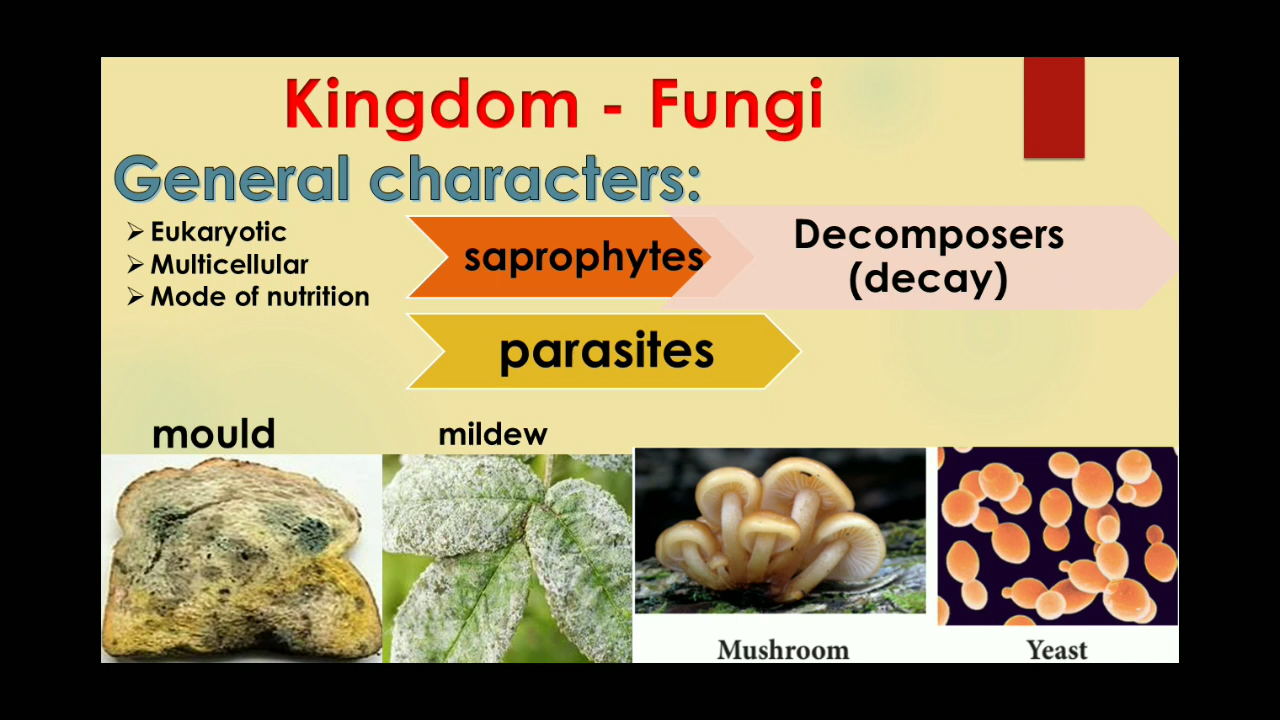 Kingdom - Fungi
General characters:
➢ Eukaryotic
➢ Multicellular
➢ Mode of nutrition
saprophytes
Decomposers
(decay)
parasites
mould
mildew
Mushroom
Yeast